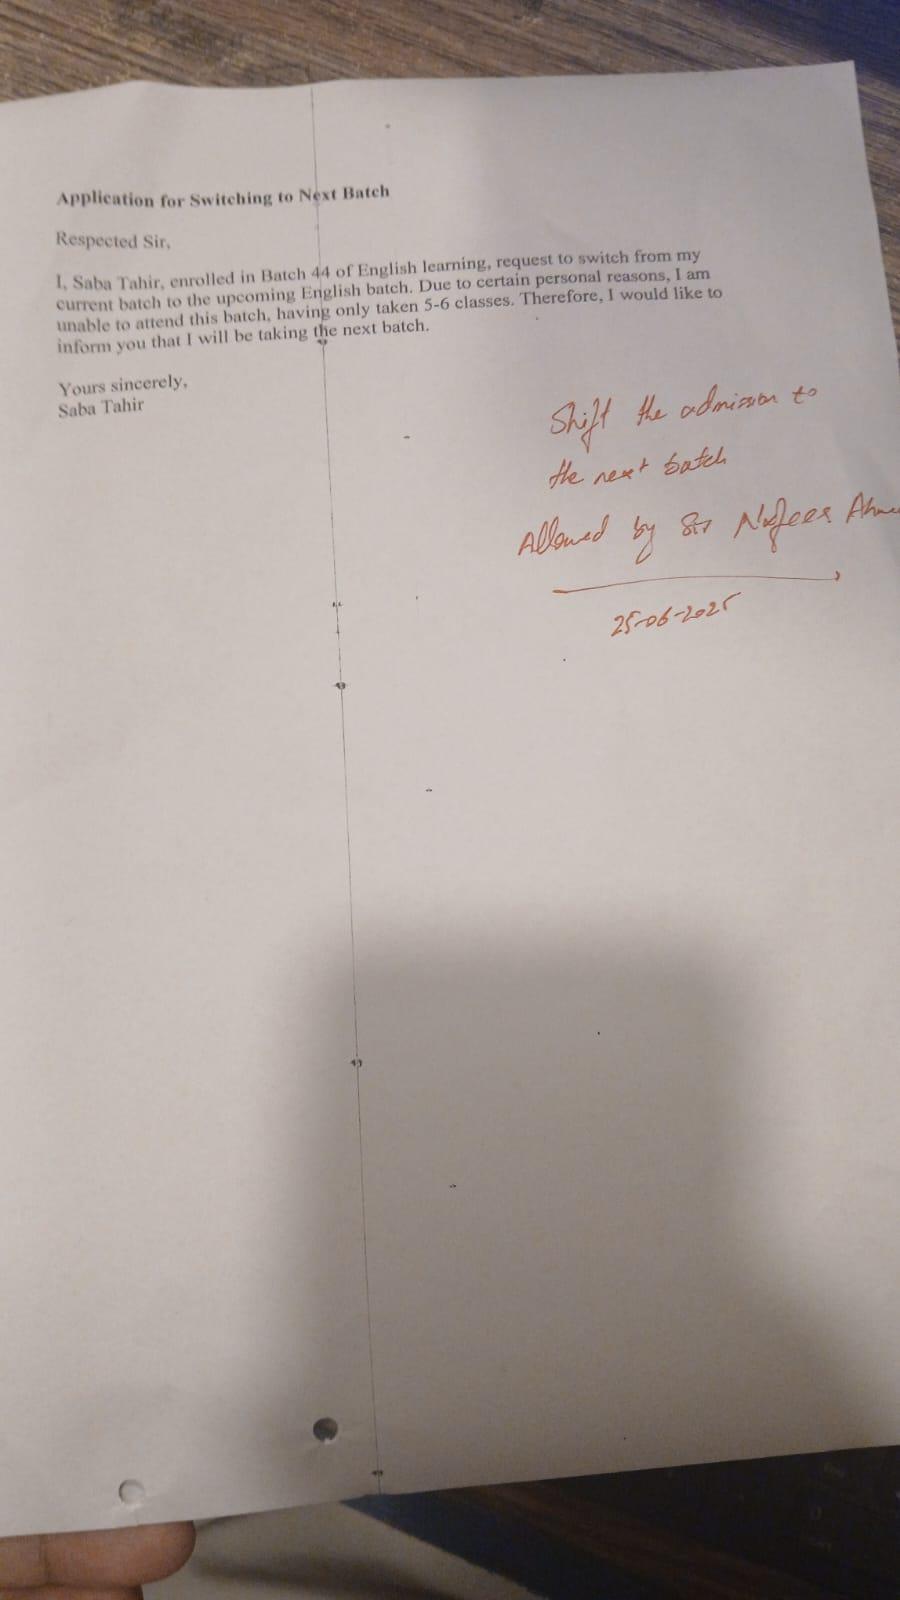 Application for Switching to Next Batch
Respected Sir,
I, Saba Tahir, enrolled in Batch 44 of English learning, request to switch from my
current batch to the upcoming English batch. Due to certain personal reasons, I am
unable to attend this batch, having only taken 5-6 classes. Therefore, I would like to
inform you that I will be taking the next batch.
Yours sincerely,
Saba Tahir
Shift the admission to
the next batch
Allowed by Sir Nafees
25-06-2025